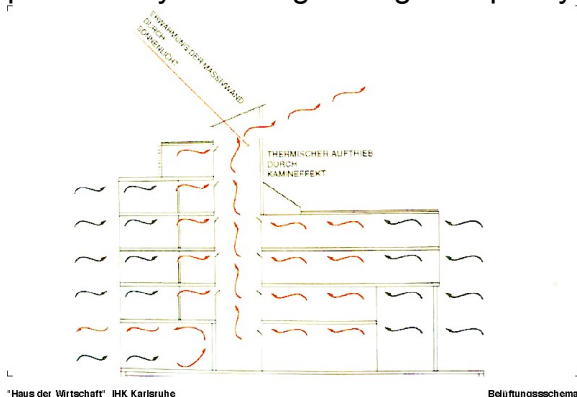 ERWÄRMUNG DER MASSIVWAND
DURCH
SONNENLICHT
THERMISCHER AUFTRIEB
DURCH
KAMINEFFEKT
"Haus der Wirtschaft" IHK Karlsruhe
Belüftungsschema